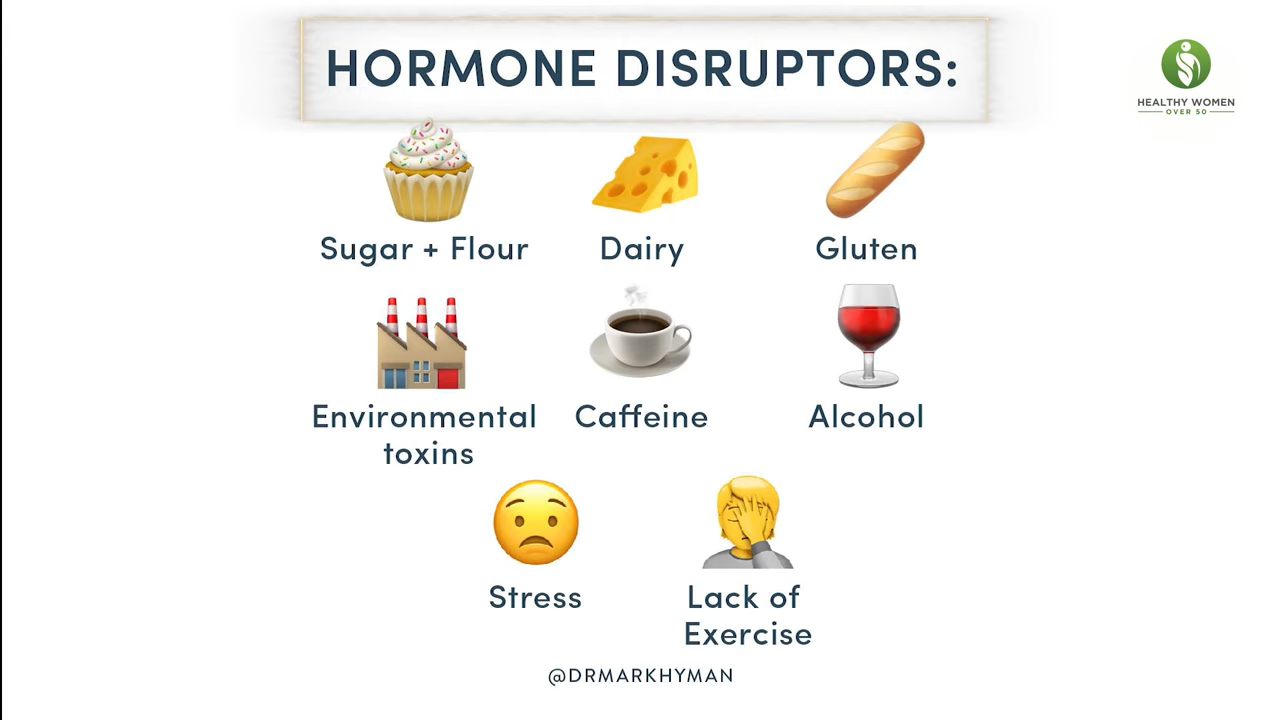 HORMONE DISRUPTORS:
HEALTHY WOMEN
OVER 50
Sugar + Flour
Dairy
Gluten
Environmental
toxins
Caffeine
Alcohol
Stress
Lack of
Exercise
@DRMARKHYMAN